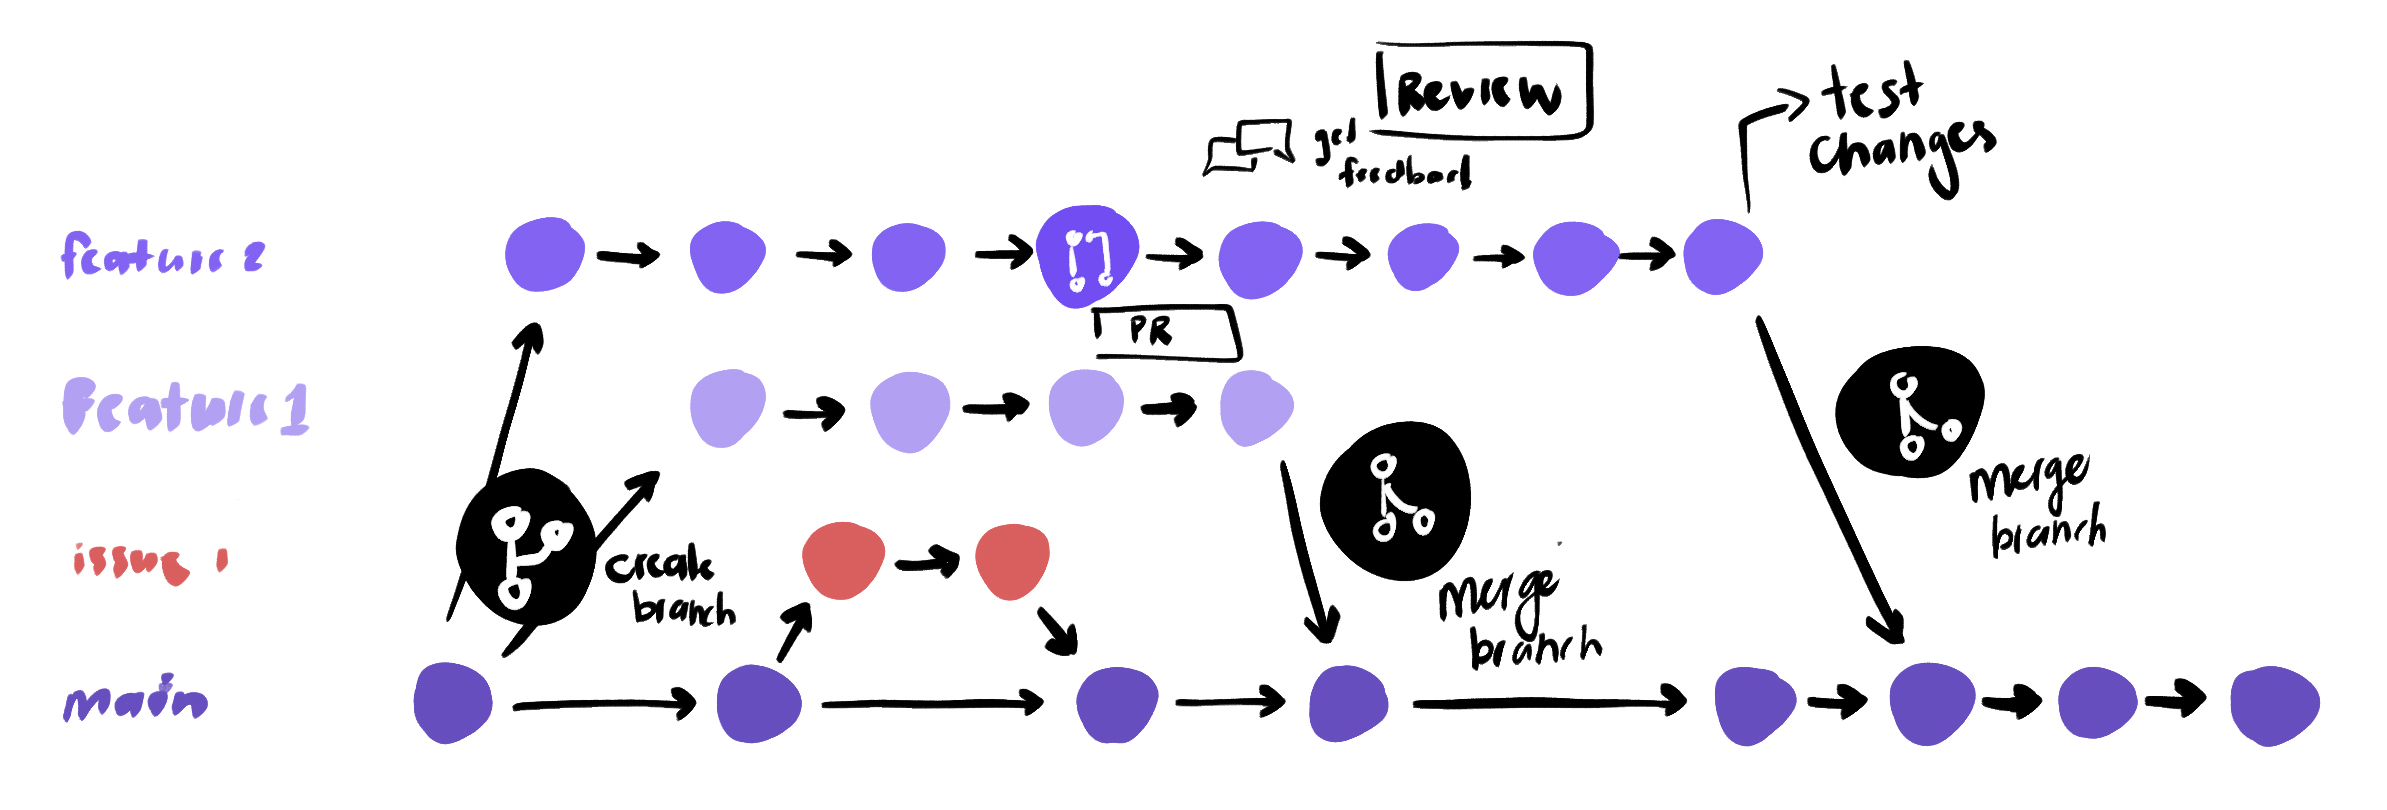 Review
get
feedback
test
changes
feature 2
PR
feature 1
merge
branch
merge
branch
issue 1
create
branch
main